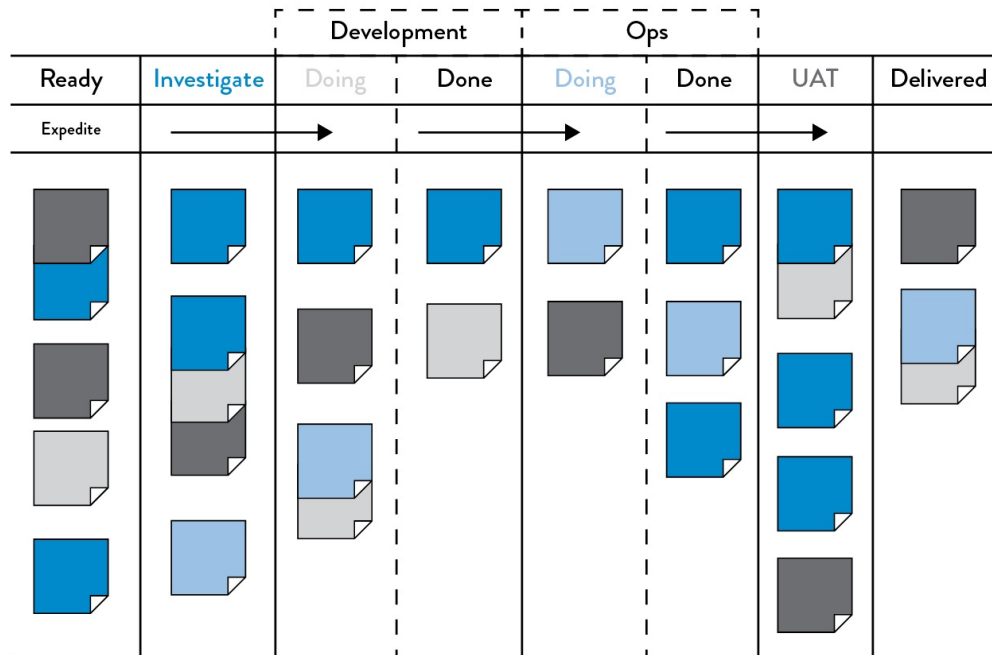 Development Ops
Ready Investigate Doing Done Doing Done UAT Delivered
Expedite